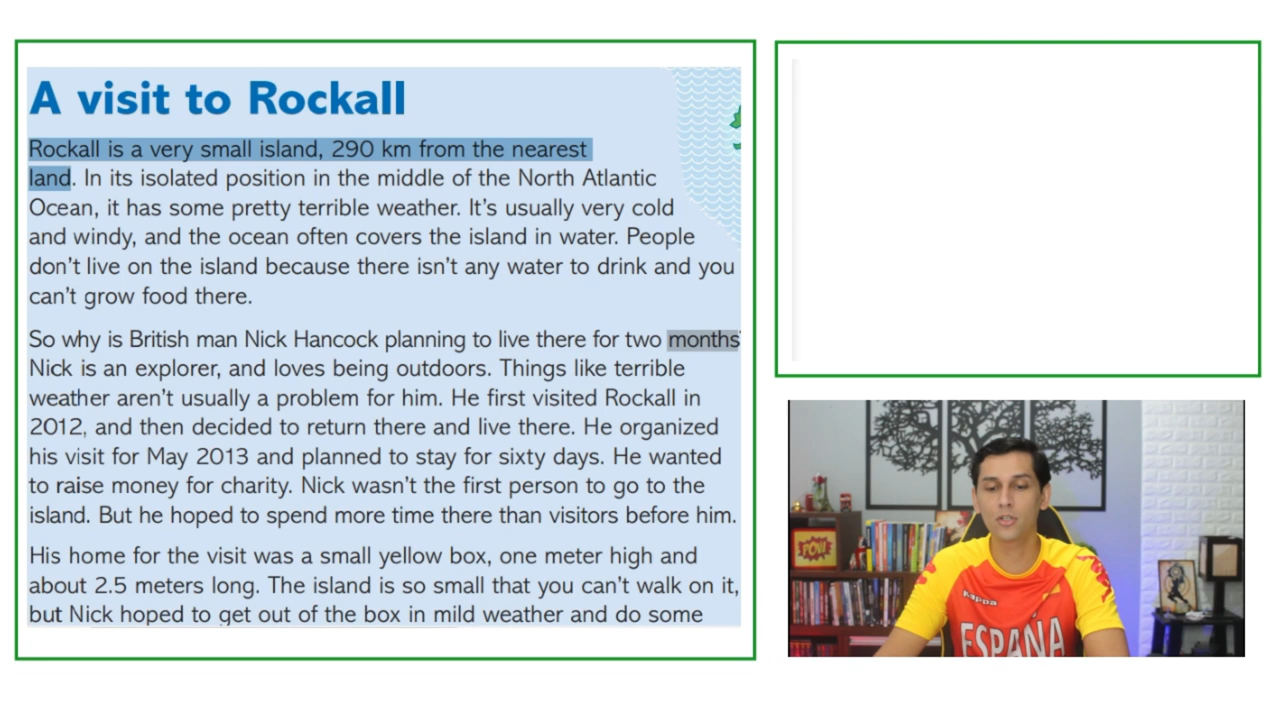 A visit to Rockall
Rockall is a very small island, 290 km from the nearest
land. In its isolated position in the middle of the North Atlantic
Ocean, it has some pretty terrible weather. It's usually very cold
and windy, and the ocean often covers the island in water. People
don't live on the island because there isn't any water to drink and you
can't grow food there.
So why is British man Nick Hancock planning to live there for two months
Nick is an explorer, and loves being outdoors. Things like terrible
weather aren't usually a problem for him. He first visited Rockall in
2012, and then decided to return there and live there. He organized
his visit for May 2013 and planned to stay for sixty days. He wanted
to raise money for charity. Nick wasn't the first person to go to the
island. But he hoped to spend more time there than visitors before him.
His home for the visit was a small yellow box, one meter high and
about 2.5 meters long. The island is so small that you can't walk on it,
but Nick hoped to get out of the box in mild weather and do some
POW!
Kappa
ESPAÑA